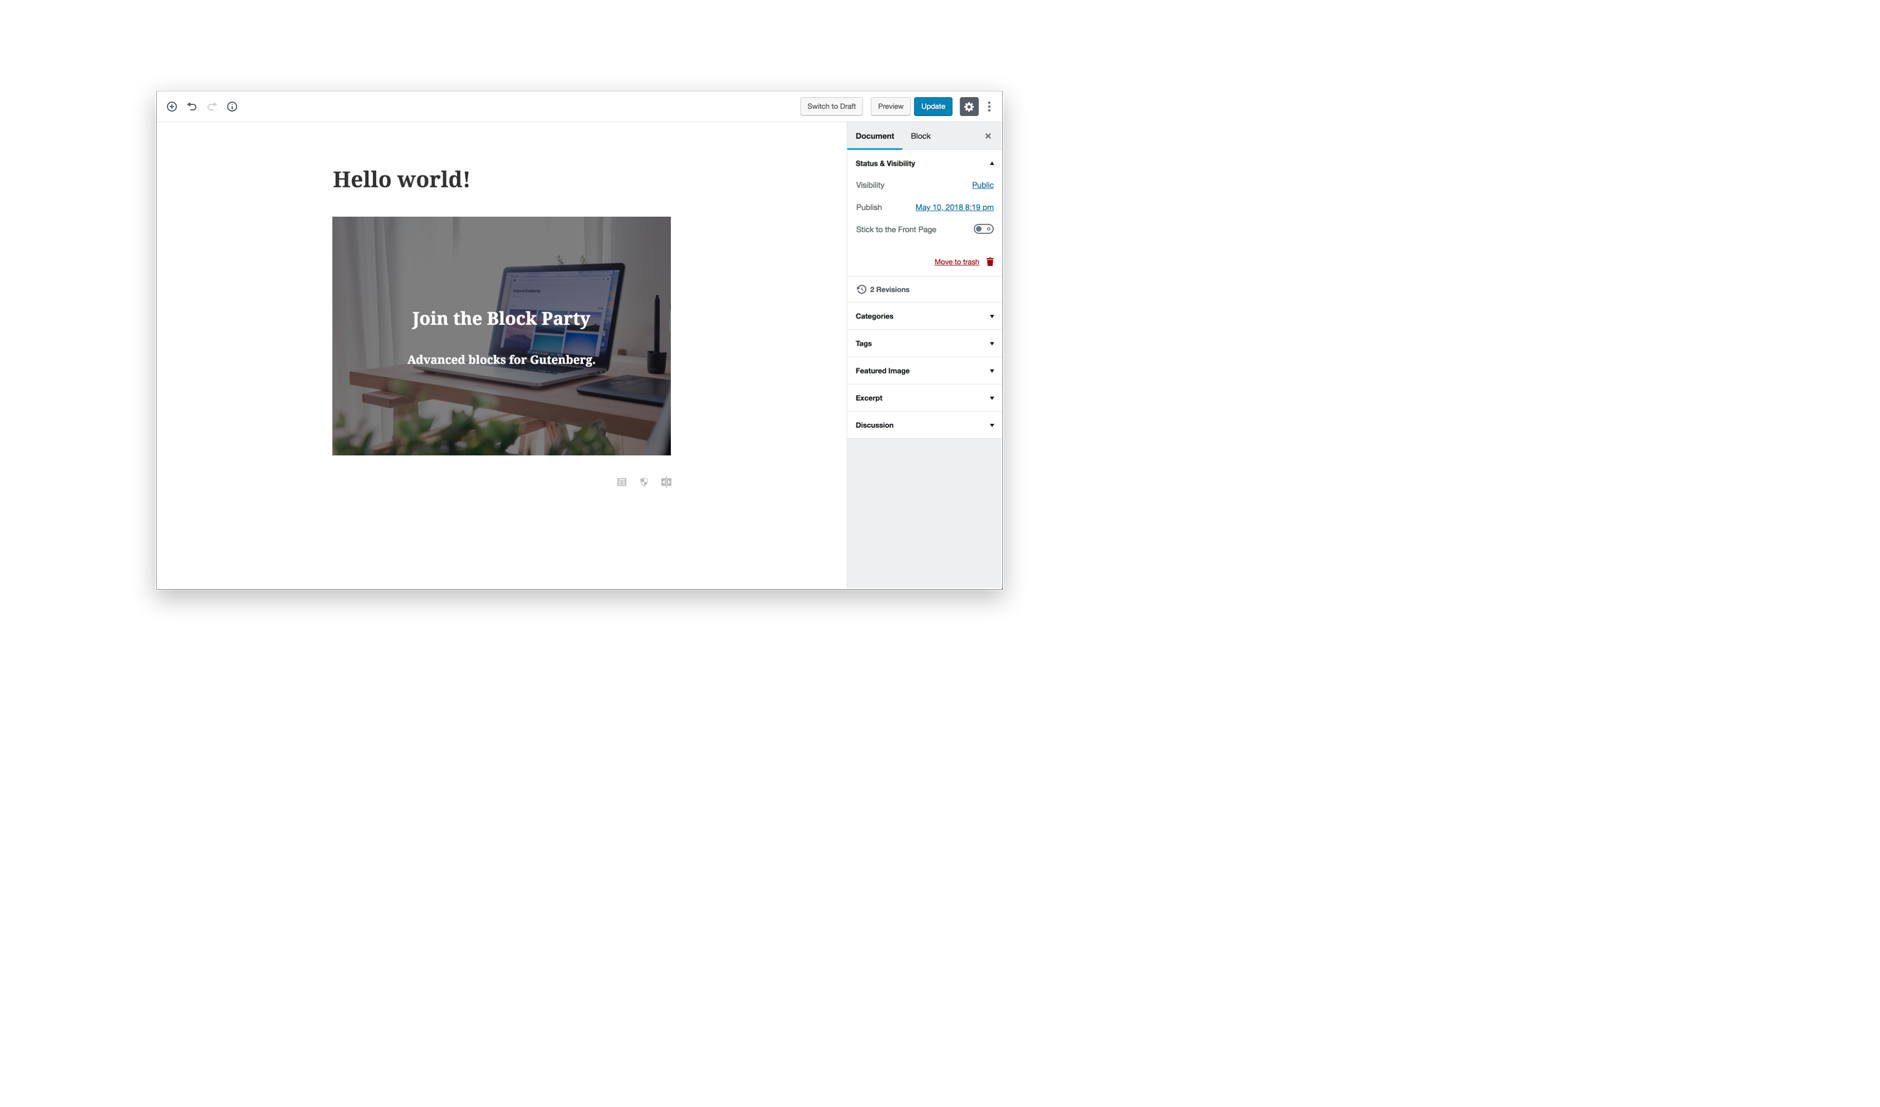 Switch to Draft
Preview
Update
Document
Block
Status & Visibility
Visibility
Public
Publish
May 10, 2018 8:19 pm
Stick to the Front Page
Move to trash
2 Revisions
Categories
Tags
Featured Image
Excerpt
Discussion
Hello world!
Join the Block Party
Advanced blocks for Gutenberg.